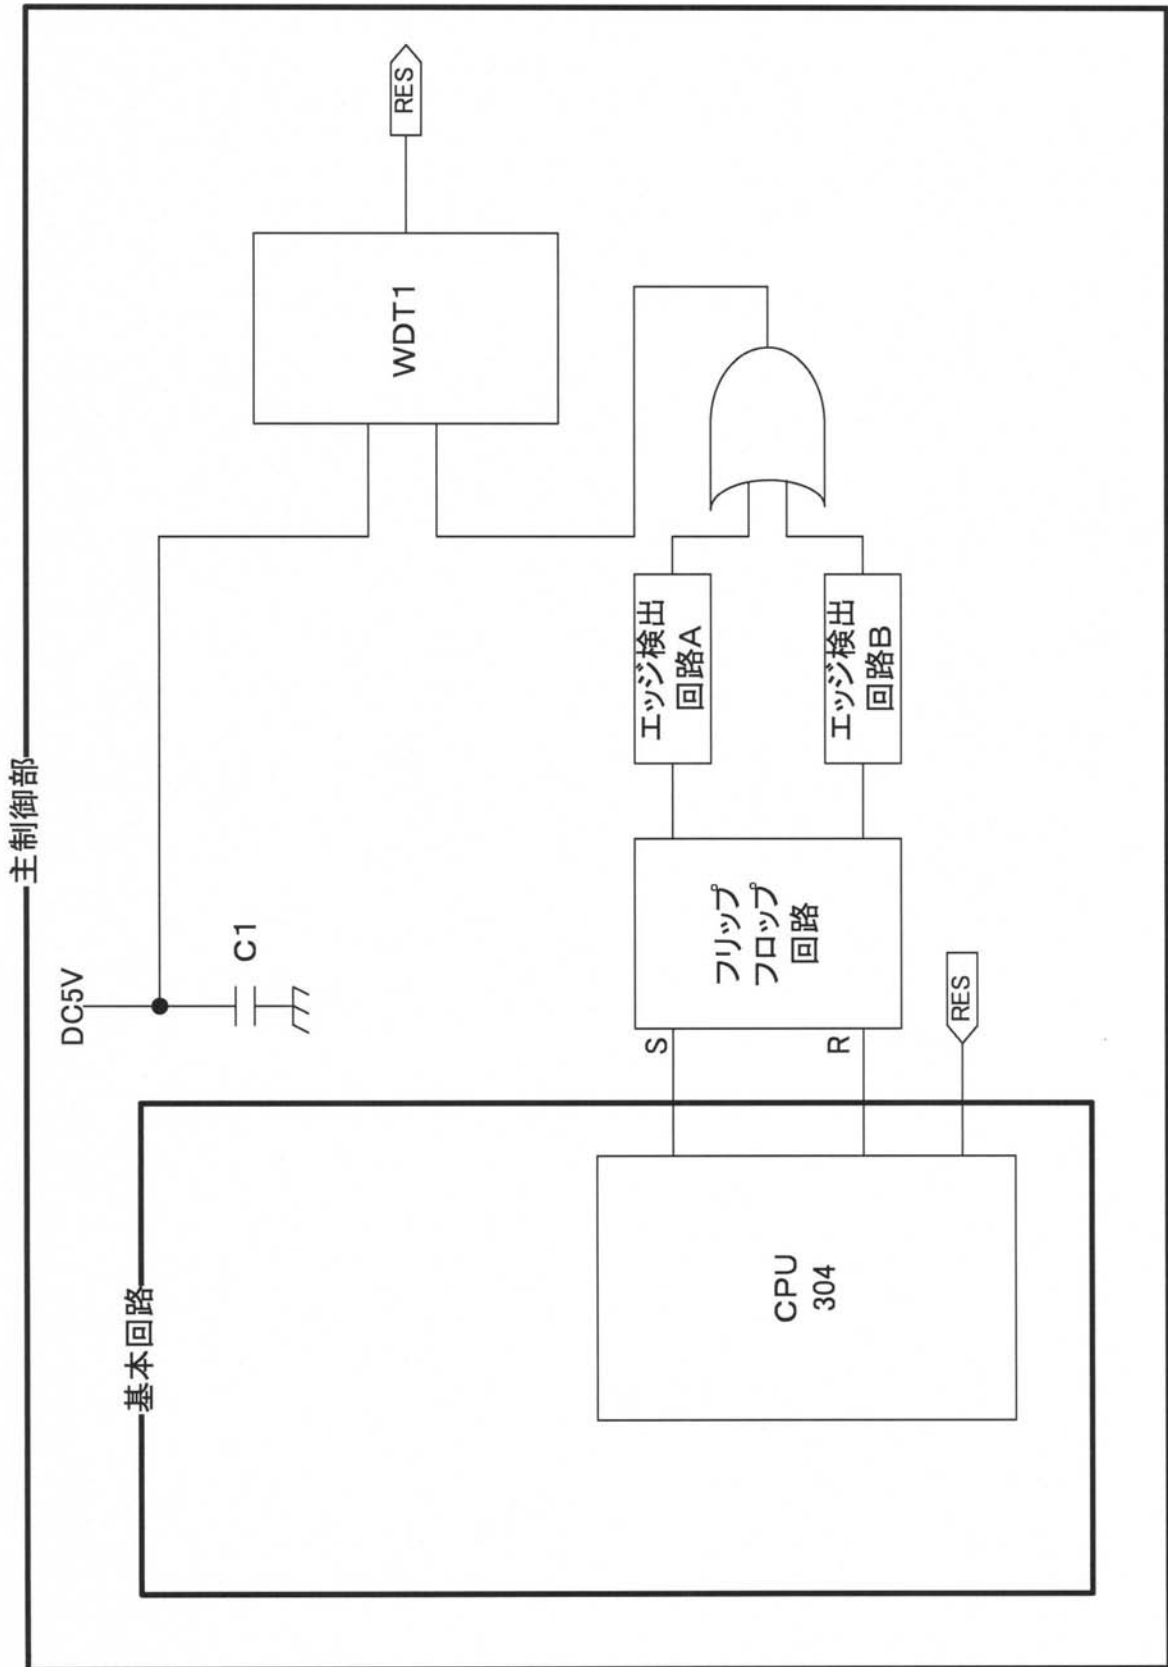 主制御部
基本回路
DC5V
C1
WDT1
RES
CPU
304
S
R
フリップ
フロップ
回路
エッジ検出
回路A
エッジ検出
回路B
RES